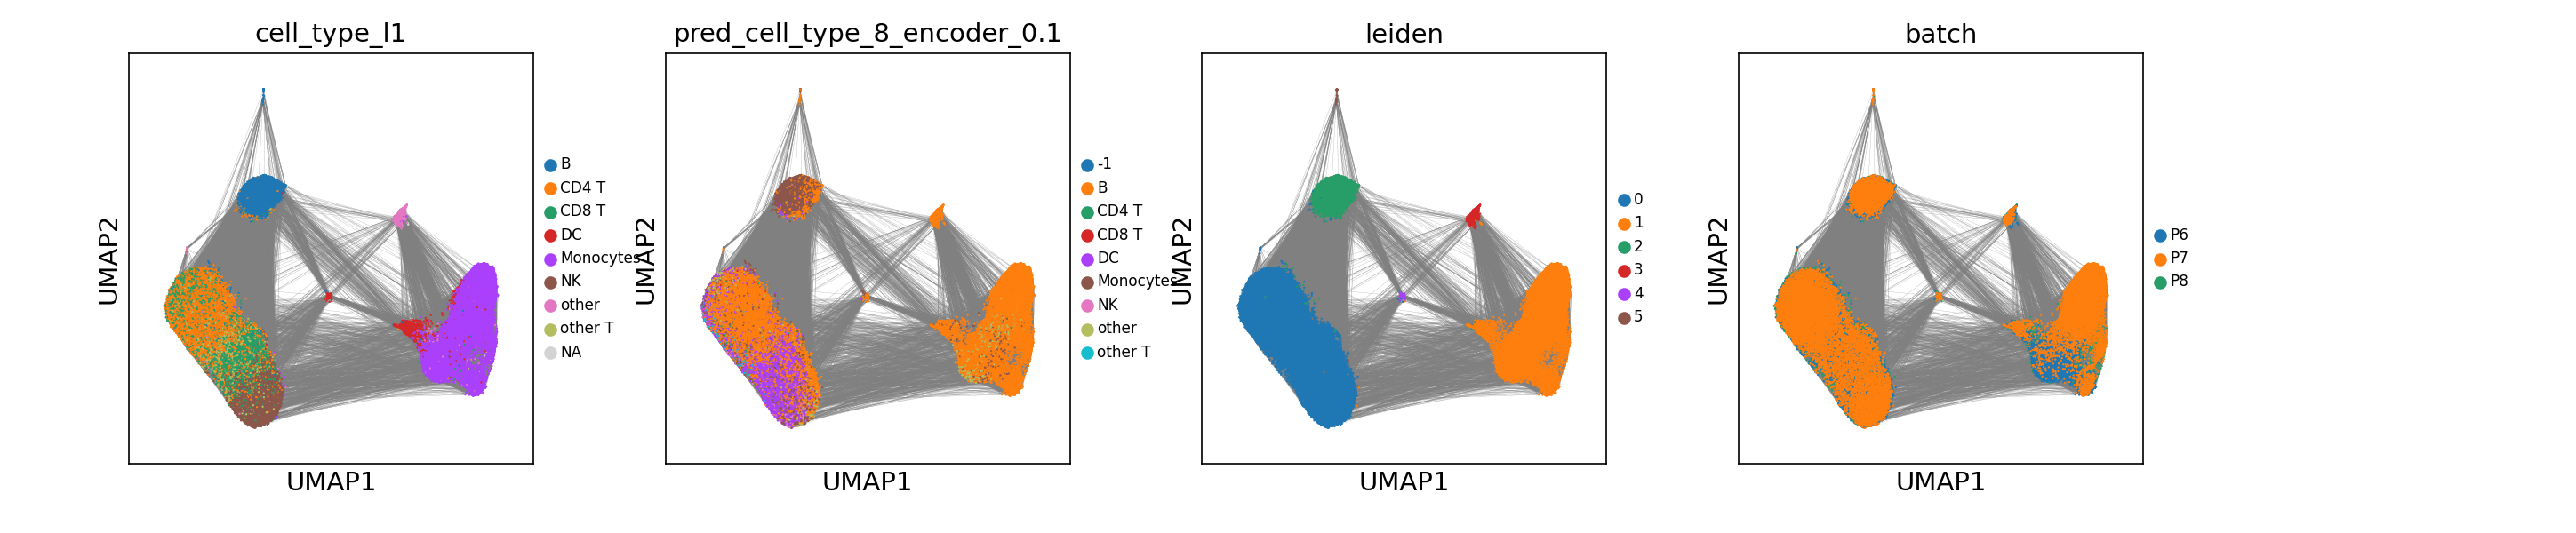 cell_type_l1
UMAP2
UMAP1
B
CD4 T
CD8 T
DC
Monocytes
NK
other
other T
NA
pred_cell_type_8_encoder_0.1
UMAP2
UMAP1
-1
B
CD4 T
CD8 T
DC
Monocytes
NK
other
other T
leiden
UMAP2
UMAP1
0
1
2
3
4
5
batch
UMAP2
UMAP1
P6
P7
P8